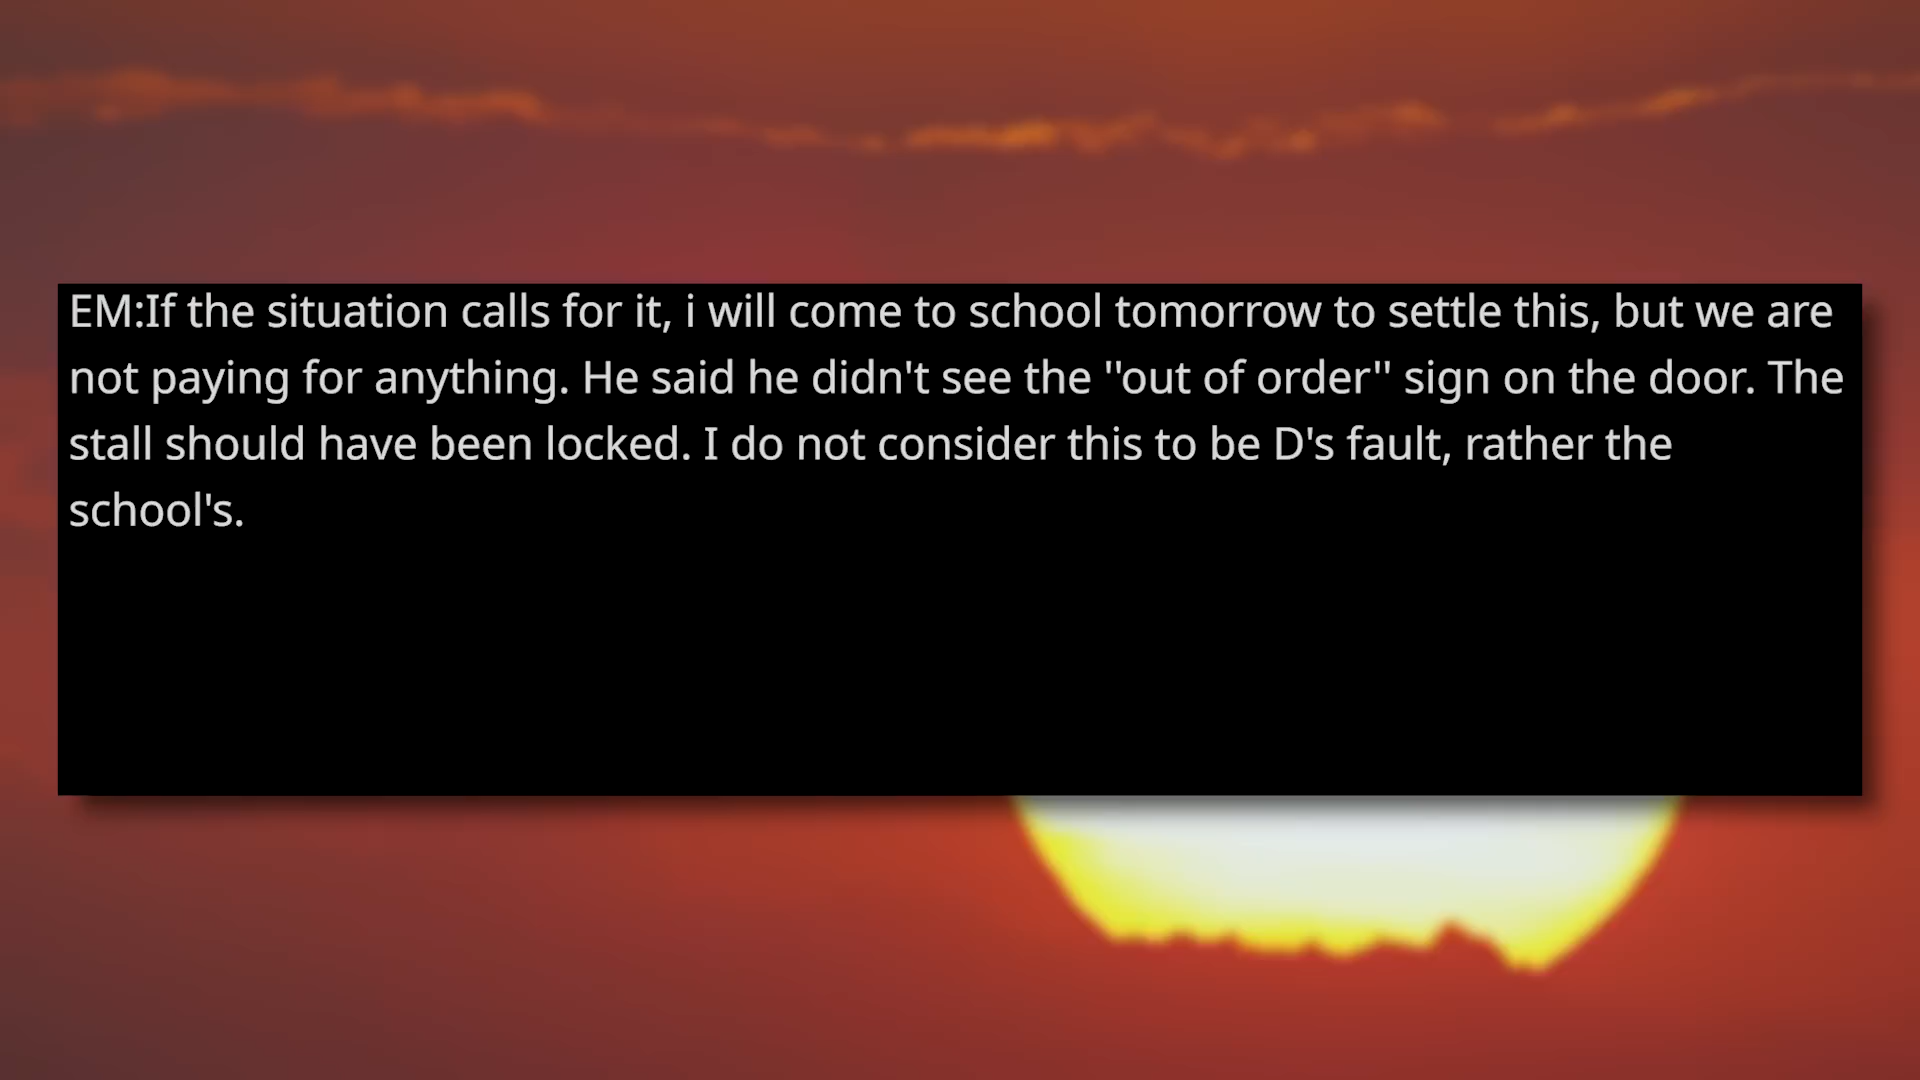 EM:If the situation calls for it, i will come to school tomorrow to settle this, but we are
not paying for anything. He said he didn't see the ''out of order'' sign on the door. The
stall should have been locked. I do not consider this to be D's fault, rather the
school's.